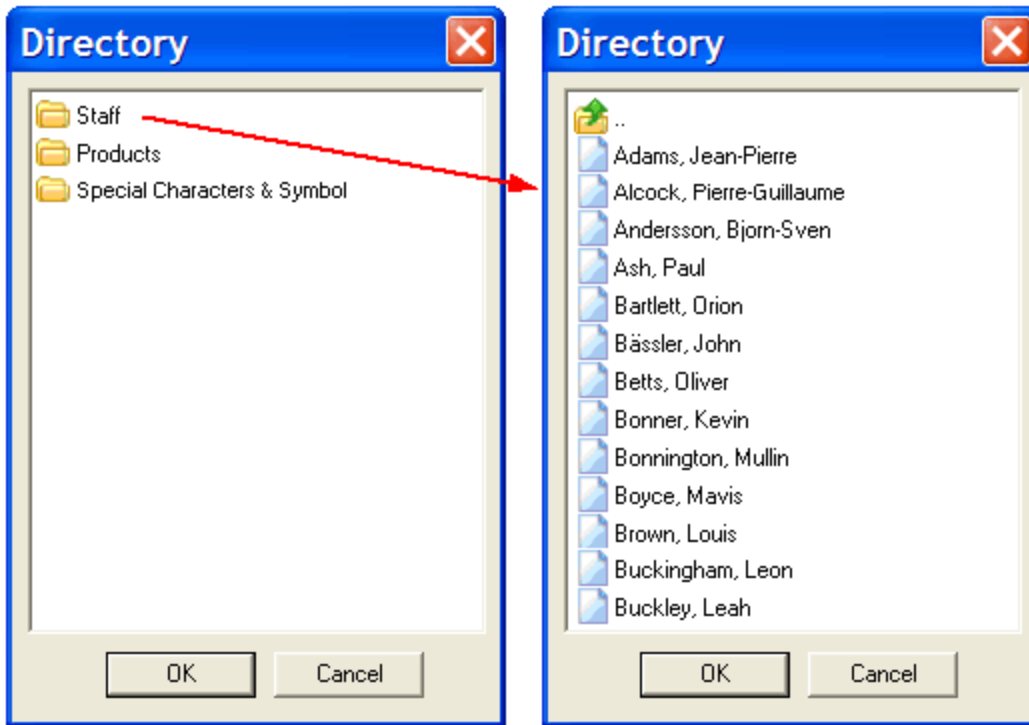 Directory
Staff
Products
Special Characters & Symbol
OK Cancel
Directory
..
Adams, Jean-Pierre
Alcock, Pierre-Guillaume
Andersson, Bjorn-Sven
Ash, Paul
Bartlett, Orion
Bässler, John
Betts, Oliver
Bonner, Kevin
Bonnington, Mullin
Boyce, Mavis
Brown, Louis
Buckingham, Leon
Buckley, Leah
OK Cancel